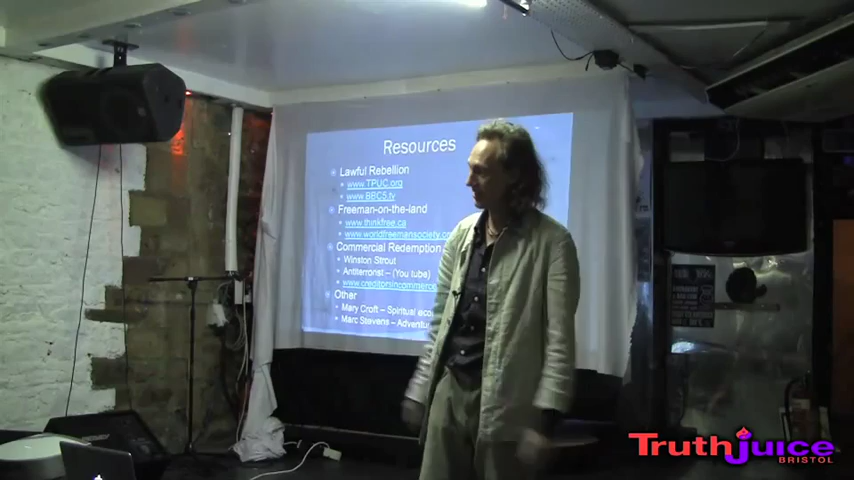 Resources
Lawful Rebellion
www.TPUC.org
www.BBC5.tv
Freeman-on-the-land
www.thinkfree.ca
www.worldfreemansociety.co
Commercial Redemption
Winston Strout
Antiterrorist – (You tube)
www.creditorsincommerce
Other
Mary Croft – Spiritual eco
Marc Stevens – Adventu
Truthjuice
BRISTOL